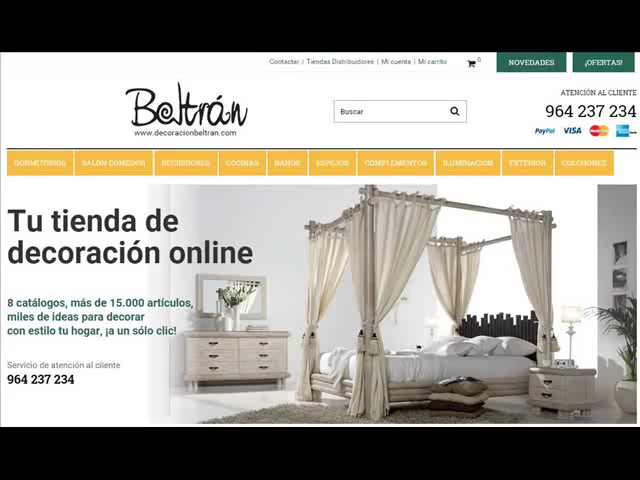 Contactar | Tiendas Distribuidores | Mi cuenta | Mi carrito
0
NOVEDADES
¡OFERTAS!
Beltrán
www.decoracionbeltran.com
Buscar
ATENCIÓN AL CLIENTE
964 237 234
PayPal VISA MasterCard
DORMITORIOS SALÓN COMEDOR RECIBIDORES COCINAS BAÑOS ESPEJOS COMPLEMENTOS ILUMINACIÓN EXTERIOR COLCHONES
Tu tienda de
decoración online
8 catálogos, más de 15.000 artículos,
miles de ideas para decorar
con estilo tu hogar, ¡a un sólo clic!
Servicio de atención al cliente
964 237 234